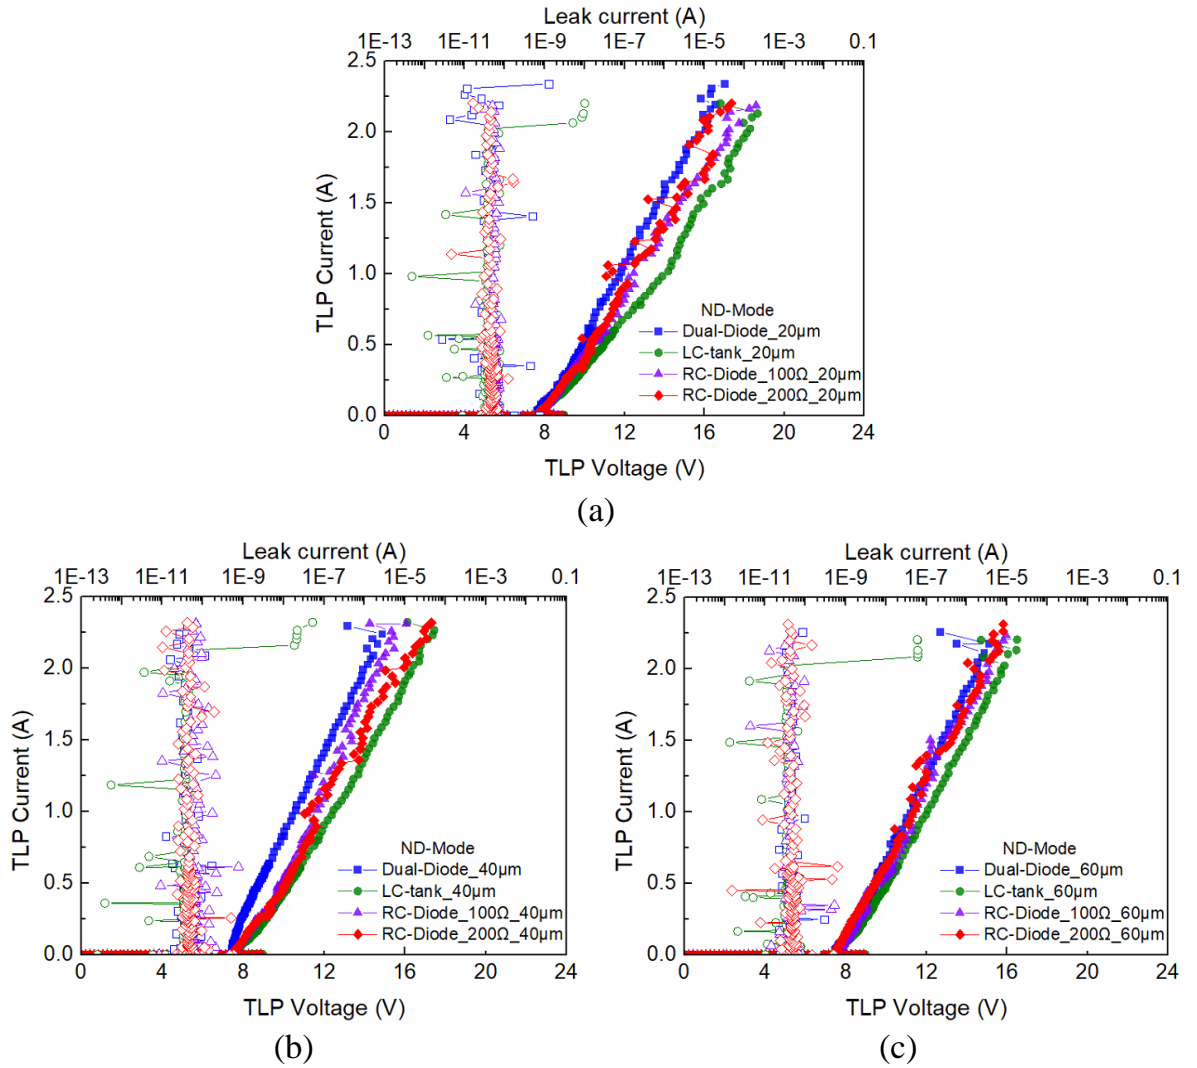 Leak current (A)
1E-13 1E-11 1E-9 1E-7 1E-5 1E-3 0.1
2.5
2.0
1.5
1.0
0.5
0.0
TLP Current (A)
ND-Mode
Dual-Diode_20μm
LC-tank_20μm
RC-Diode_100Ω_20μm
RC-Diode_200Ω_20μm
0 4 8 12 16 20 24
TLP Voltage (V)
(a)
Leak current (A)
1E-13 1E-11 1E-9 1E-7 1E-5 1E-3 0.1
2.5
2.0
1.5
1.0
0.5
0.0
TLP Current (A)
ND-Mode
Dual-Diode_40μm
LC-tank_40μm
RC-Diode_100Ω_40μm
RC-Diode_200Ω_40μm
0 4 8 12 16 20 24
TLP Voltage (V)
(b)
Leak current (A)
1E-13 1E-11 1E-9 1E-7 1E-5 1E-3 0.1
2.5
2.0
1.5
1.0
0.5
0.0
TLP Current (A)
ND-Mode
Dual-Diode_60μm
LC-tank_60μm
RC-Diode_100Ω_60μm
RC-Diode_200Ω_60μm
0 4 8 12 16 20 24
TLP Voltage (V)
(c)